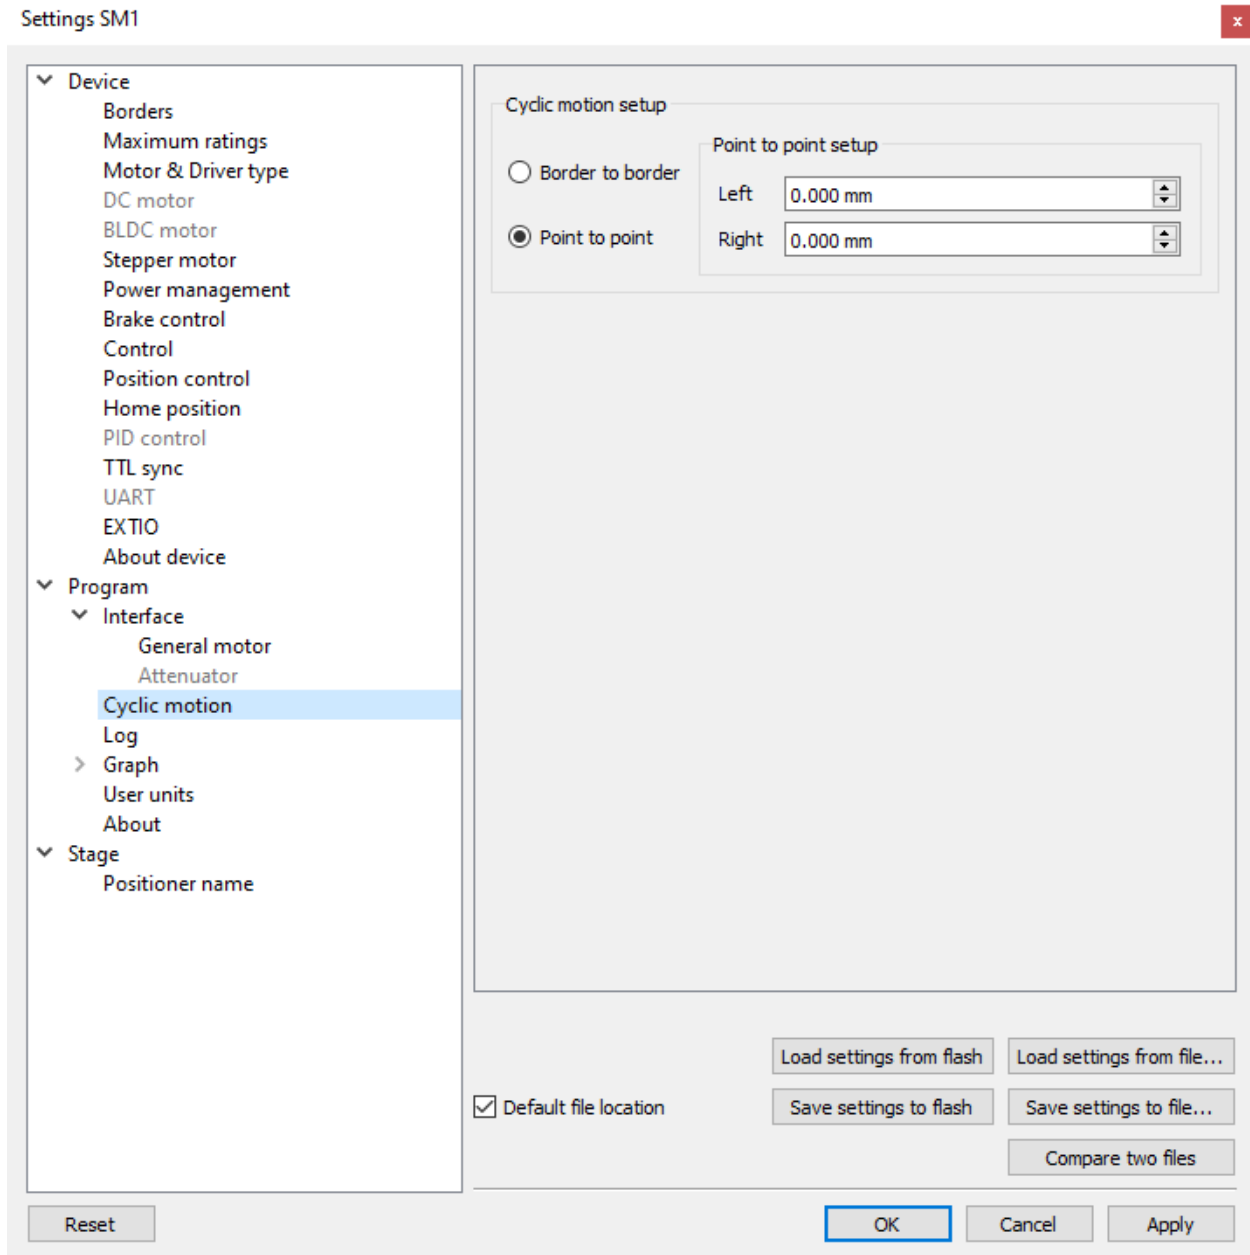 Settings SM1
x
Device
Borders
Maximum ratings
Motor & Driver type
DC motor
BLDC motor
Stepper motor
Power management
Brake control
Control
Position control
Home position
PID control
TTL sync
UART
EXTIO
About device
Program
Interface
General motor
Attenuator
Cyclic motion
Log
Graph
User units
About
Stage
Positioner name
Cyclic motion setup
Border to border
Point to point
Point to point setup
Left 0.000 mm
Right 0.000 mm
Load settings from flash Load settings from file...
Default file location Save settings to flash Save settings to file...
Compare two files
Reset OK Cancel Apply